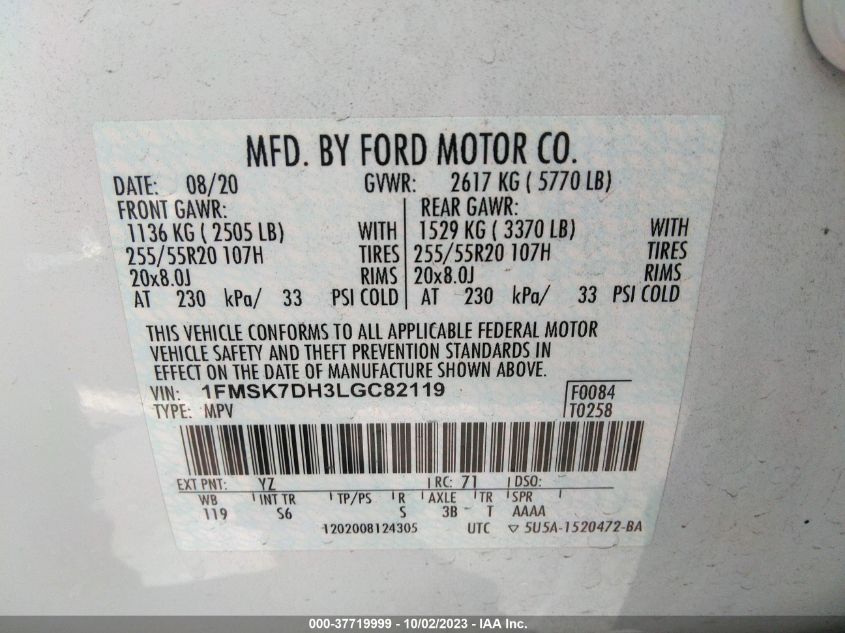 MFD. BY FORD MOTOR CO.
DATE: 08/20 GVWR: 2617 KG ( 5770 LB)
FRONT GAWR: REAR GAWR:
1136 KG ( 2505 LB) WITH 1529 KG ( 3370 LB) WITH
255/55R20 107H TIRES 255/55R20 107H TIRES
20x8.0J RIMS 20x8.0J RIMS
AT 230 kPa/ 33 PSI COLD AT 230 kPa/ 33 PSI COLD
THIS VEHICLE CONFORMS TO ALL APPLICABLE FEDERAL MOTOR
VEHICLE SAFETY AND THEFT PREVENTION STANDARDS IN
EFFECT ON THE DATE OF MANUFACTURE SHOWN ABOVE.
VIN: 1FMSK7DH3LGC82119 F0084
TYPE: MPV T0258
EXT PNT: YZ RC: 71 DSO:
WB INT TR TP/PS R AXLE TR SPR
119 S6 S 3B T AAAA
1202008124305 UTC ▽ 5U5A-1520472-BA
000-37719999 - 10/02/2023 - IAA Inc.